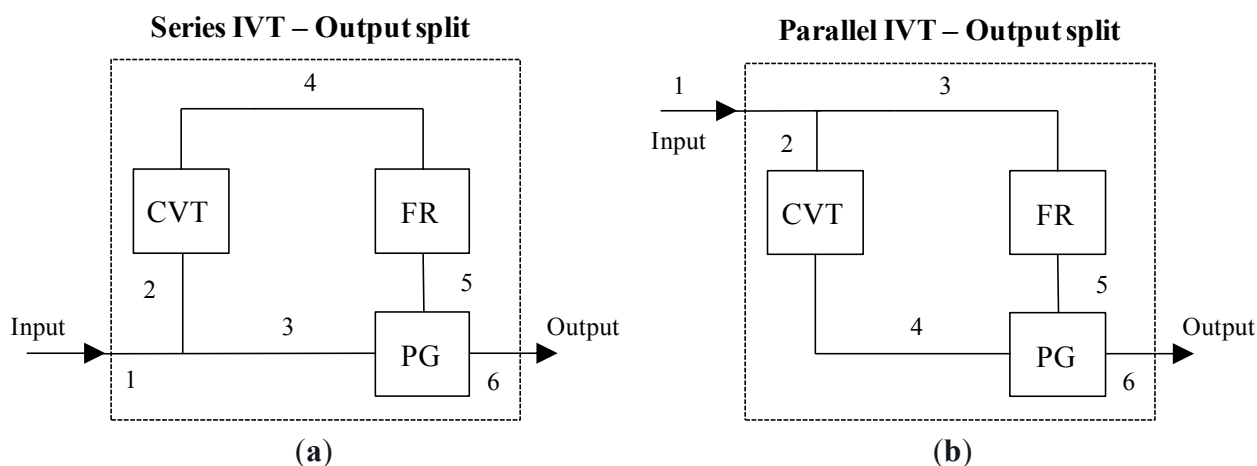 Series IVT – Output split
4
CVT
FR
2
5
Input
3
PG
Output
1
6
(a)
Parallel IVT – Output split
1
3
Input
2
CVT
FR
5
4
PG
Output
6
(b)